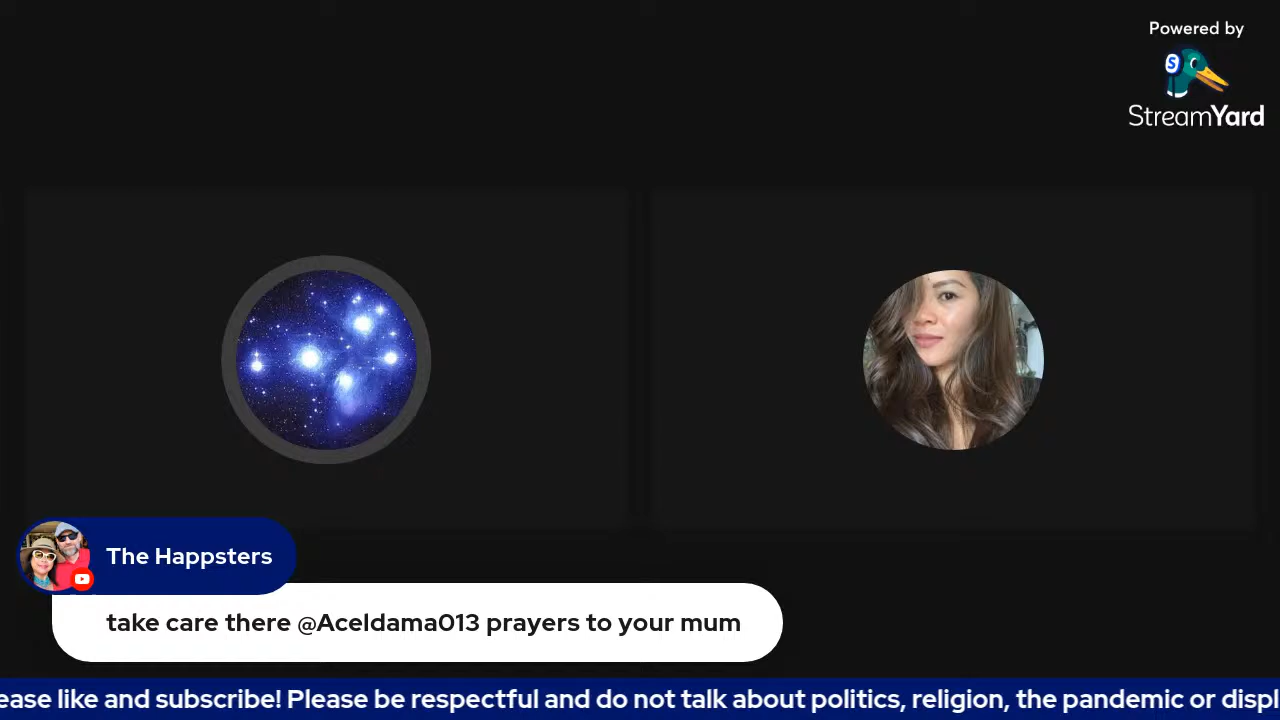 Powered by
S
StreamYard
The Happsters
take care there @Aceldama013 prayers to your mum
ease like and subscribe! Please be respectful and do not talk about politics, religion, the pandemic or displ